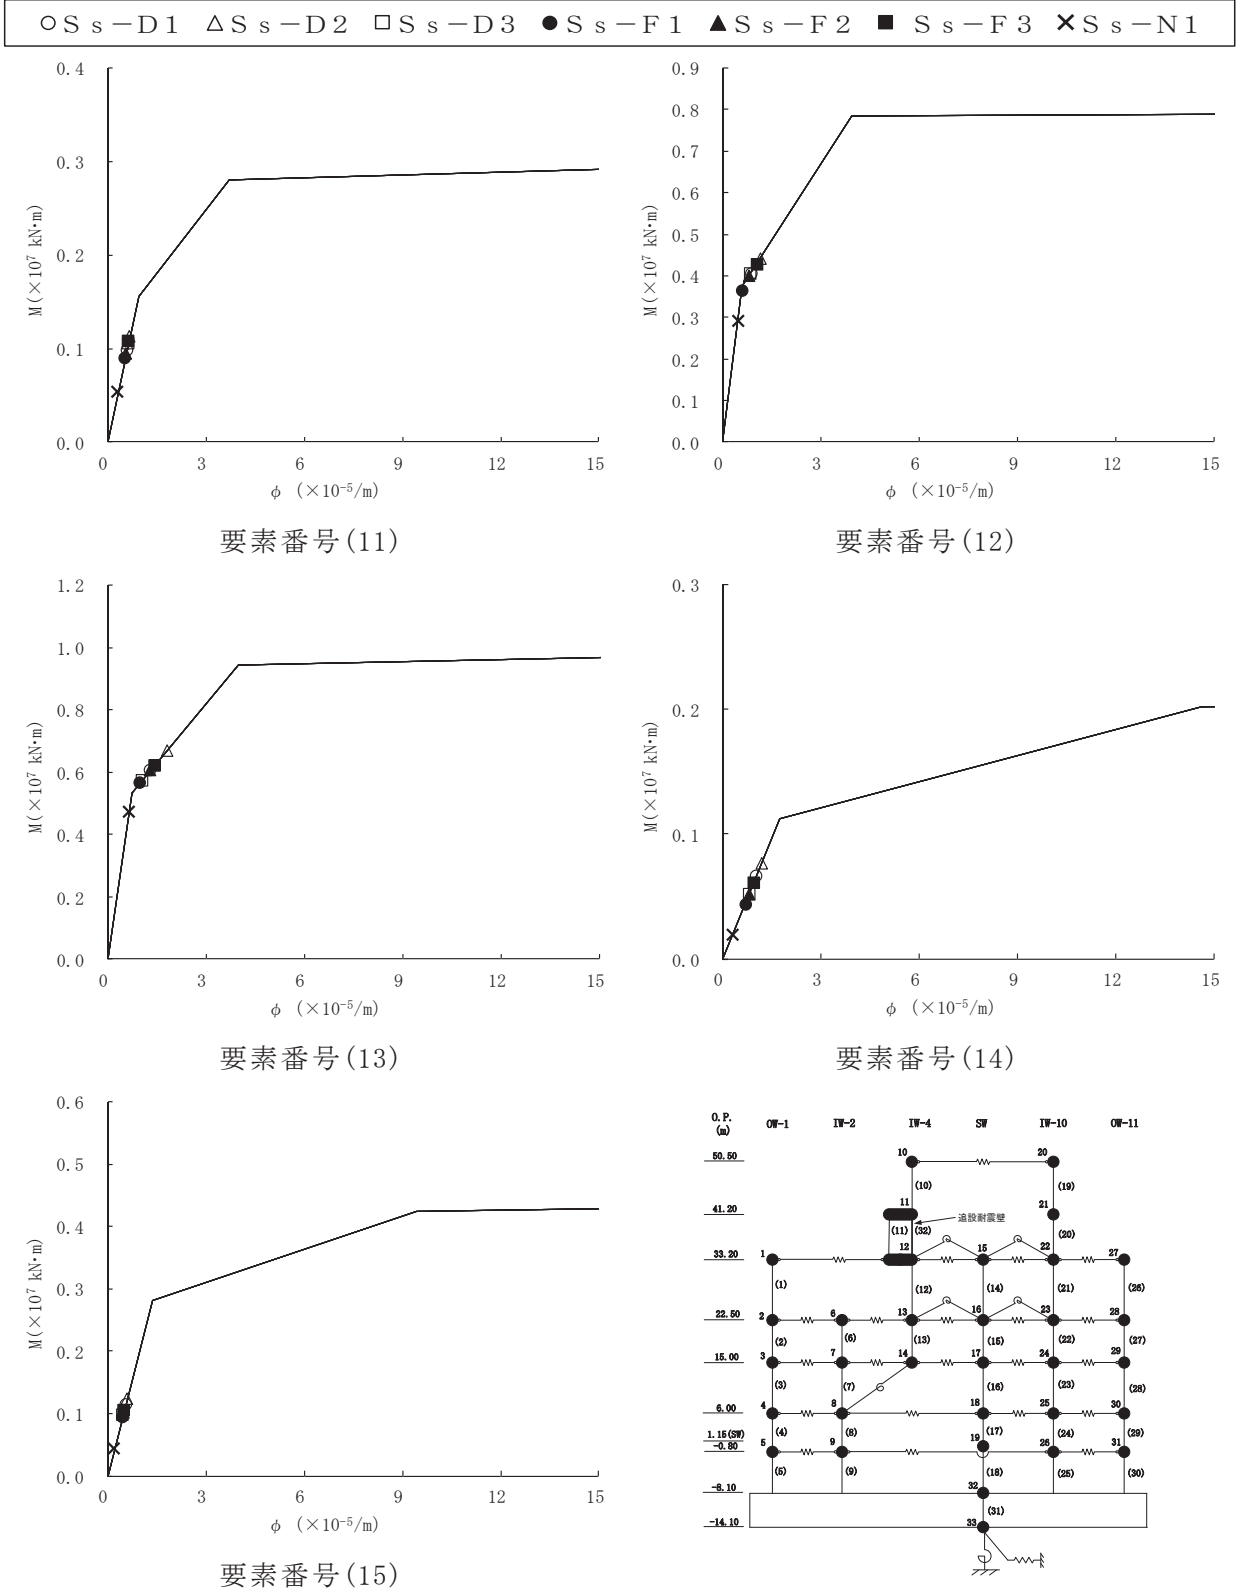 ○Ｓｓ－Ｄ１ △Ｓｓ－Ｄ２ □Ｓｓ－Ｄ３ ●Ｓｓ－Ｆ１ ▲Ｓｓ－Ｆ２ ■ Ｓｓ－Ｆ３ ×Ｓｓ－Ｎ１
0.4
0.3
0.2
0.1
0.0
M(×10⁷ kN・m)
0 3 6 9 12 15
φ (×10⁻⁵/m)
要素番号(11)
0.9
0.8
0.7
0.6
0.5
0.4
0.3
0.2
0.1
0.0
M(×10⁷ kN・m)
0 3 6 9 12 15
φ (×10⁻⁵/m)
要素番号(12)
1.2
1.0
0.8
0.6
0.4
0.2
0.0
M(×10⁷ kN・m)
0 3 6 9 12 15
φ (×10⁻⁵/m)
要素番号(13)
0.3
0.2
0.1
0.0
M(×10⁷ kN・m)
0 3 6 9 12 15
φ (×10⁻⁵/m)
要素番号(14)
0.6
0.5
0.4
0.3
0.2
0.1
0.0
M(×10⁷ kN・m)
0 3 6 9 12 15
φ (×10⁻⁵/m)
要素番号(15)
O.P.
(m) OW-1 IW-2 IW-4 SW IW-10 OW-11
50.50 10 20
(10) (19)
41.20 11 21
追設耐震壁
(11) (32) (20)
33.20 1 12 15 22 27
(1) (12) (14) (21) (26)
22.50 2 6 13 16 23 28
(2) (6) (13) (15) (22) (27)
15.00 3 7 14 17 24 29
(3) (7) (16) (23) (28)
6.00 4 8 18 25 30
(4) (8) (17) (24) (29)
1.15(SW) 19
-0.80 5 9 26 31
(5) (9) (18) (25) (30)
-8.10 32
(31)
-14.10 33